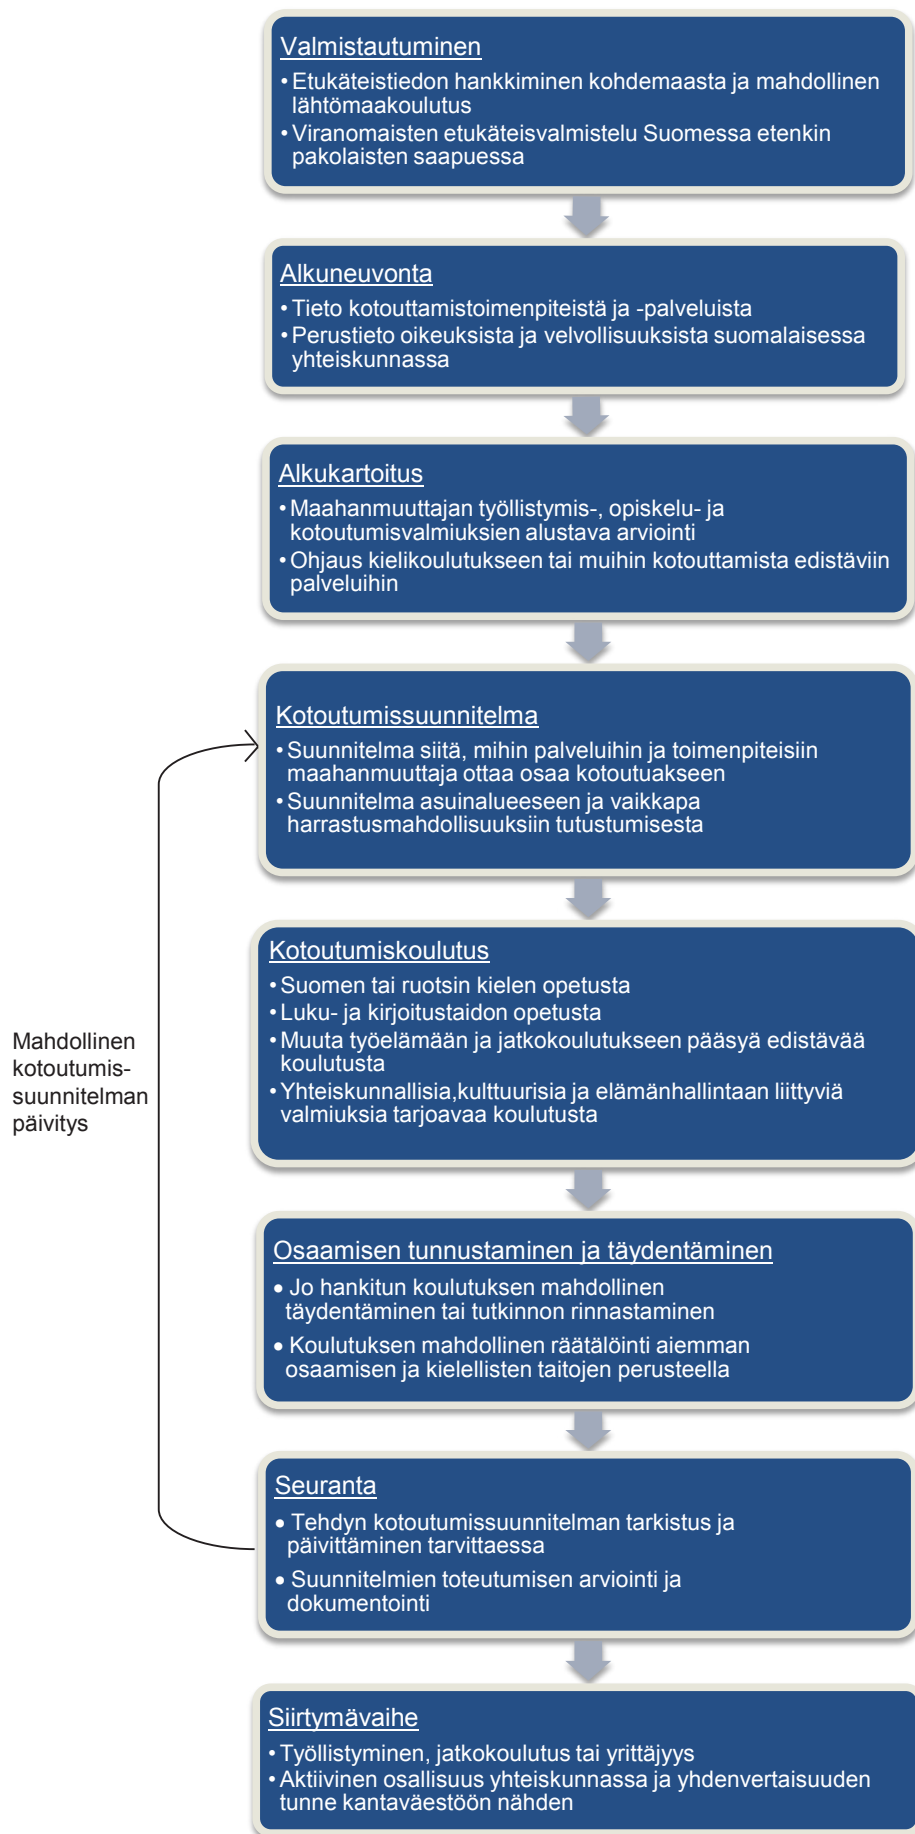 Valmistautuminen
• Etukäteistiedon hankkiminen kohdemaasta ja mahdollinen
lähtömaakoulutus
• Viranomaisten etukäteisvalmistelu Suomessa etenkin
pakolaisten saapuessa
Alkuneuvonta
• Tieto kotouttamistoimenpiteistä ja -palveluista
• Perustieto oikeuksista ja velvollisuuksista suomalaisessa
yhteiskunnassa
Alkukartoitus
• Maahanmuuttajan työllistymis-, opiskelu- ja
kotoutumisvalmiuksien alustava arviointi
• Ohjaus kielikoulutukseen tai muihin kotouttamista edistäviin
palveluihin
Kotoutumissuunnitelma
• Suunnitelma siitä, mihin palveluihin ja toimenpiteisiin
maahanmuuttaja ottaa osaa kotoutuakseen
• Suunnitelma asuinalueeseen ja vaikkapa
harrastusmahdollisuuksiin tutustumisesta
Kotoutumiskoulutus
• Suomen tai ruotsin kielen opetusta
• Luku- ja kirjoitustaidon opetusta
• Muuta työelämään ja jatkokoulutukseen pääsyä edistävää
koulutusta
• Yhteiskunnallisia,kulttuurisia ja elämänhallintaan liittyviä
valmiuksia tarjoavaa koulutusta
Mahdollinen
kotoutumis-
suunnitelman
päivitys
Osaamisen tunnustaminen ja täydentäminen
• Jo hankitun koulutuksen mahdollinen
täydentäminen tai tutkinnon rinnastaminen
• Koulutuksen mahdollinen räätälöinti aiemman
osaamisen ja kielellisten taitojen perusteella
Seuranta
• Tehdyn kotoutumissuunnitelman tarkistus ja
päivittäminen tarvittaessa
• Suunnitelmien toteutumisen arviointi ja
dokumentointi
Siirtymävaihe
• Työllistyminen, jatkokoulutus tai yrittäjyys
• Aktiivinen osallisuus yhteiskunnassa ja yhdenvertaisuuden
tunne kantaväestöön nähden